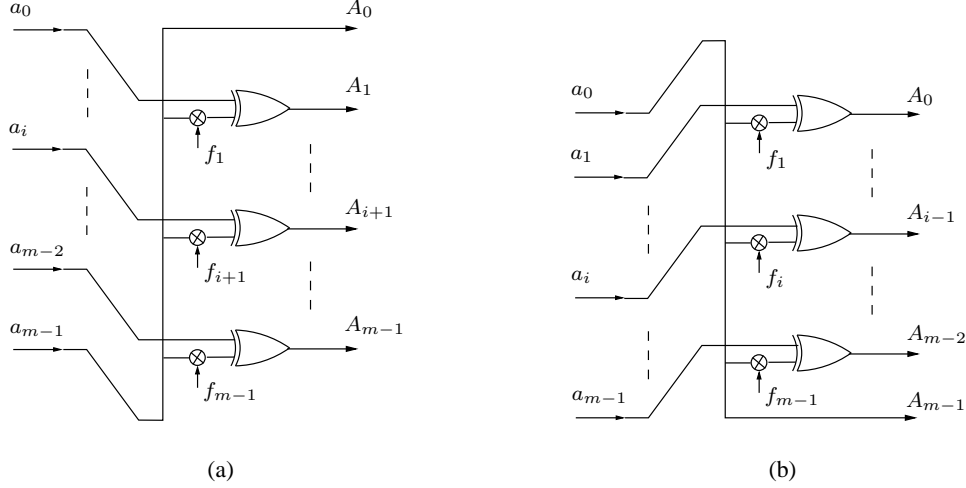 a_0
A_0
A_1
f_1
a_i
A_{i+1}
f_{i+1}
a_{m-2}
a_{m-1}
A_{m-1}
f_{m-1}
(a)
a_0
A_0
f_1
a_1
A_{i-1}
f_i
a_i
A_{m-2}
f_{m-1}
a_{m-1}
A_{m-1}
(b)